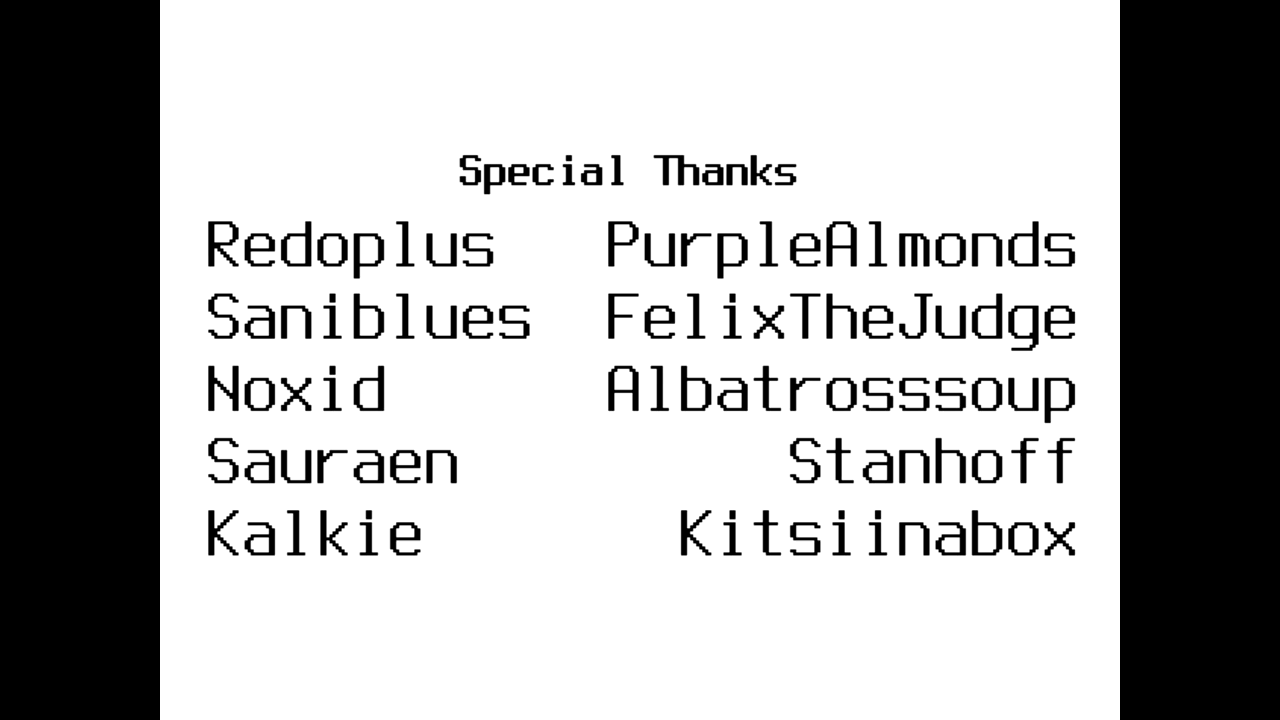 Special Thanks
Redoplus PurpleAlmonds
Saniblues FelixTheJudge
Noxid Albatrosssoup
Sauraen Stanhoff
Kalkie Kitsiinabox